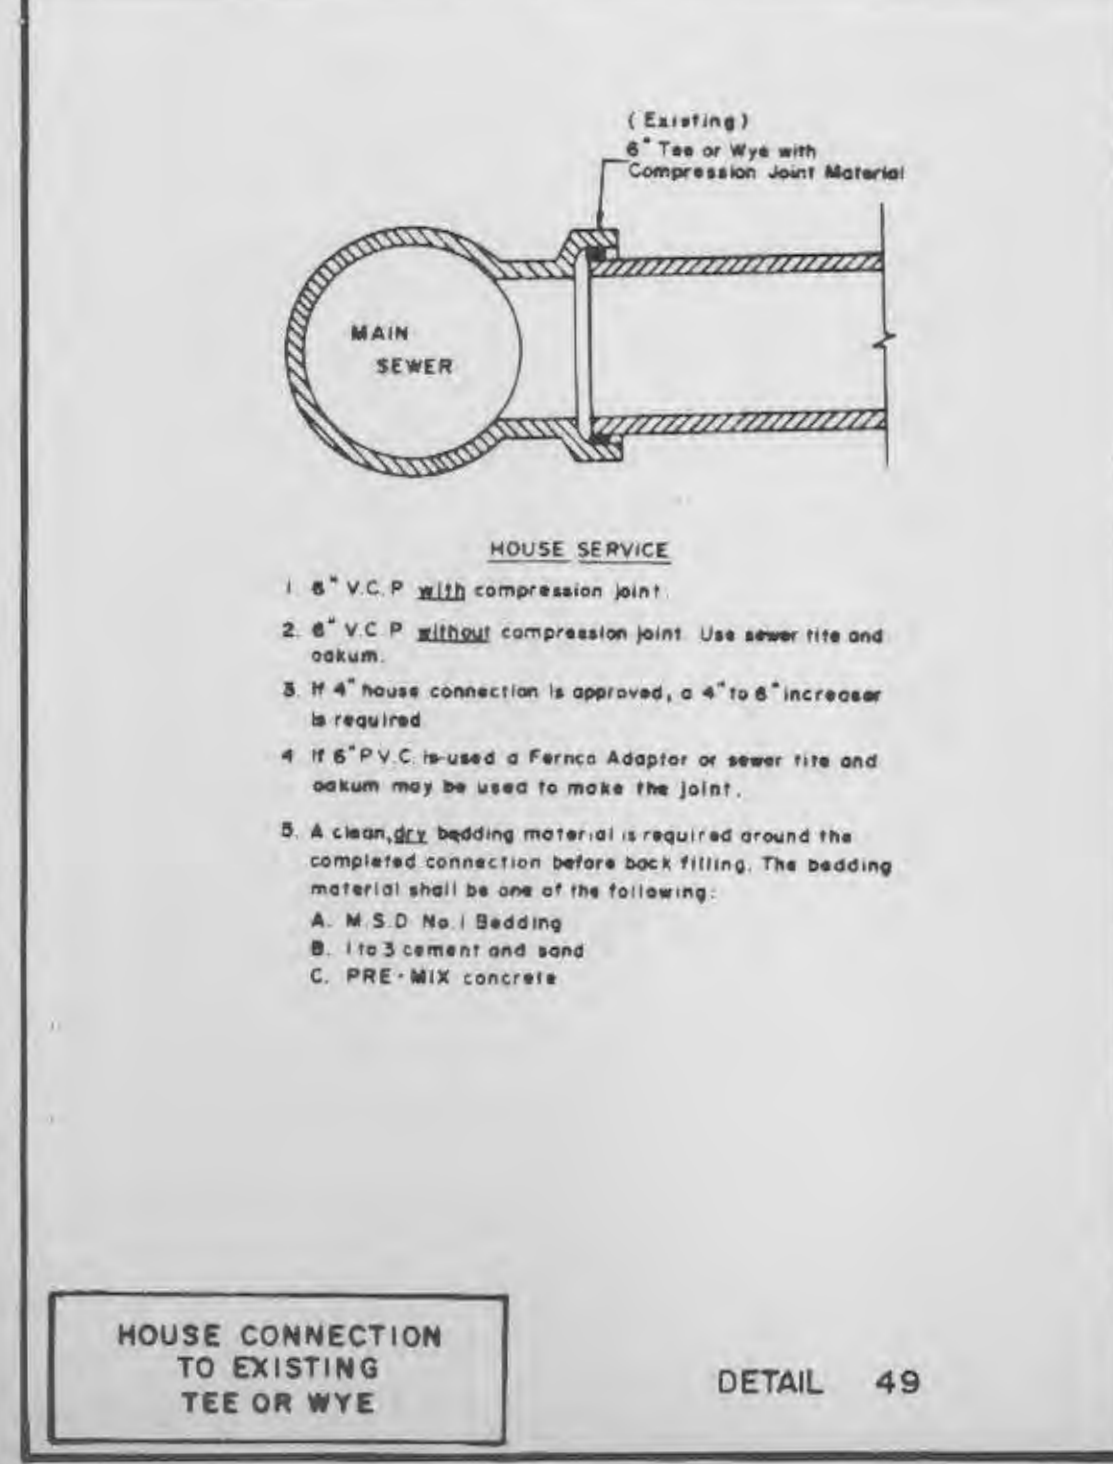 ( Existing )
6" Tee or Wye with
Compression Joint Material
MAIN
SEWER
HOUSE SERVICE
1. 6" V.C.P. with compression joint.
2. 6" V.C.P. without compression joint. Use sewer tite and
oakum.
3. If 4" house connection is approved, a 4" to 6" increaser
is required
4. If 6" P.V.C. is used a Fernco Adaptor or sewer tite and
oakum may be used to make the joint.
5. A clean, dry bedding material is required around the
completed connection before back filling. The bedding
material shall be one of the following:
A. M.S.D. No. 1 Bedding
B. 1 to 3 cement and sand
C. PRE-MIX concrete
HOUSE CONNECTION
TO EXISTING
TEE OR WYE
DETAIL 49